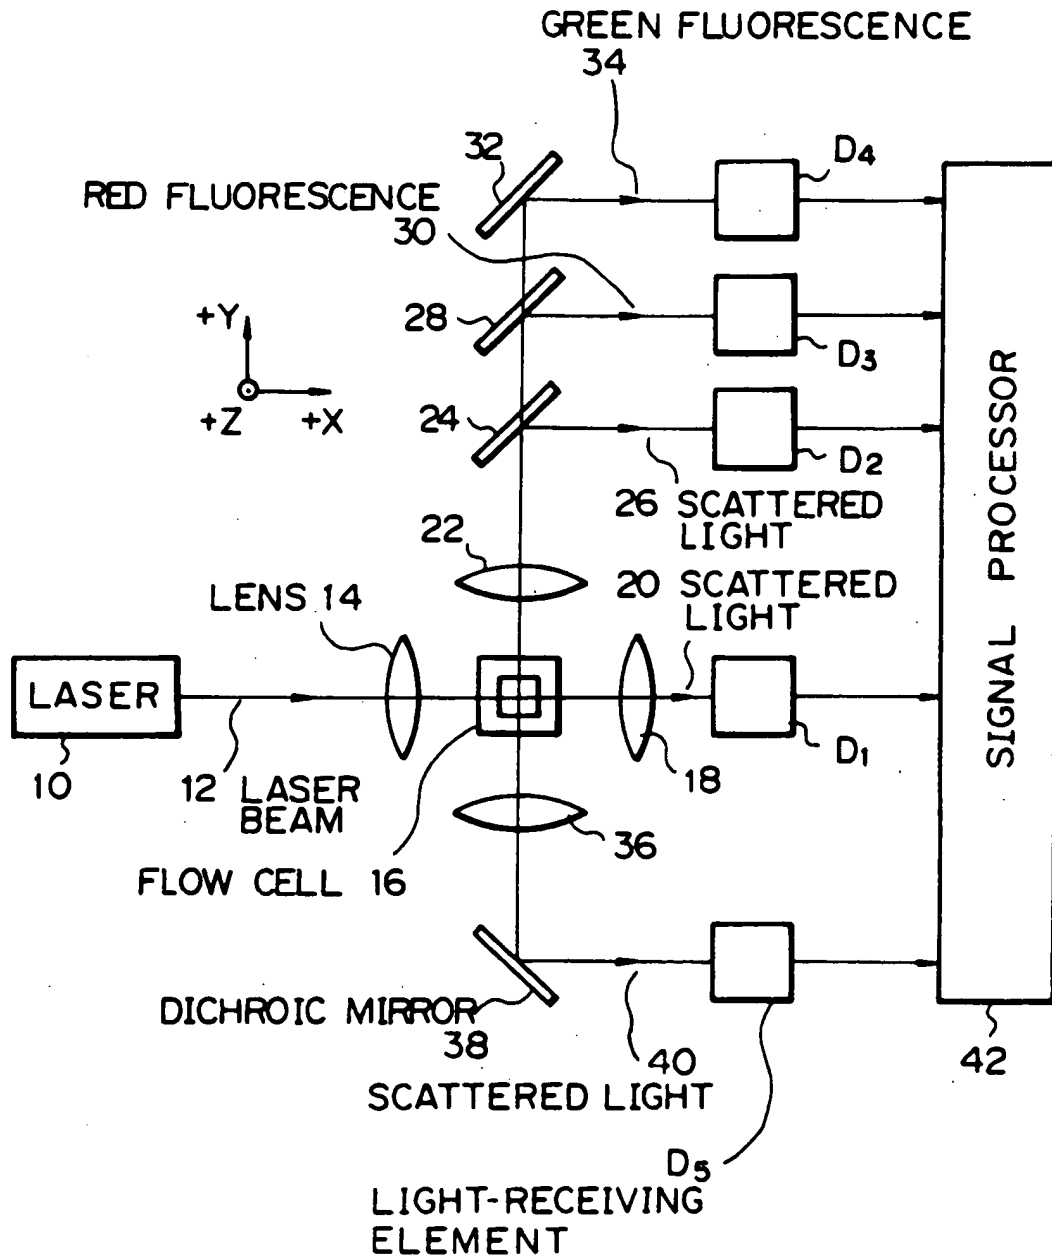 GREEN FLUORESCENCE
34
32
D4
RED FLUORESCENCE
30
28
D3
+Y
+Z
+X
24
D2
26 SCATTERED
LIGHT
22
20 SCATTERED
LIGHT
LENS 14
LASER
10
12 LASER
BEAM
18
D1
36
FLOW CELL 16
DICHROIC MIRROR
38
40
SCATTERED LIGHT
42
SIGNAL PROCESSOR
D5
LIGHT-RECEIVING
ELEMENT